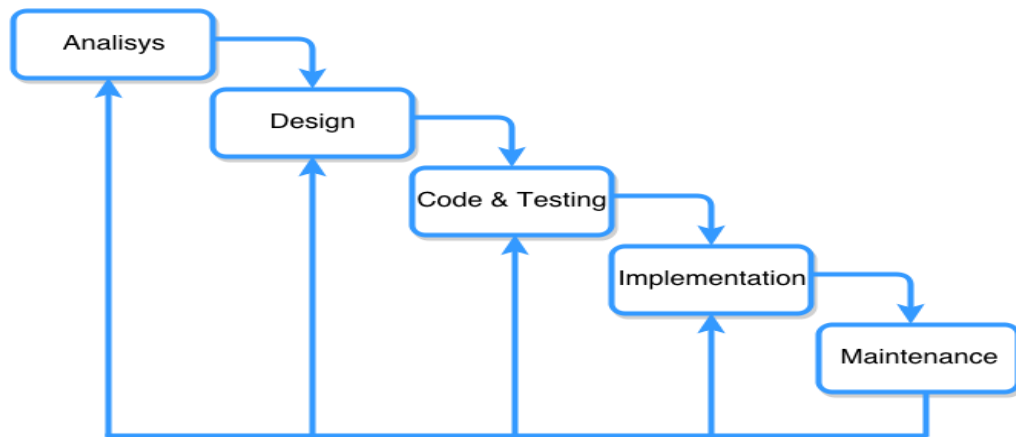 Analisys
Design
Code & Testing
Implementation
Maintenance